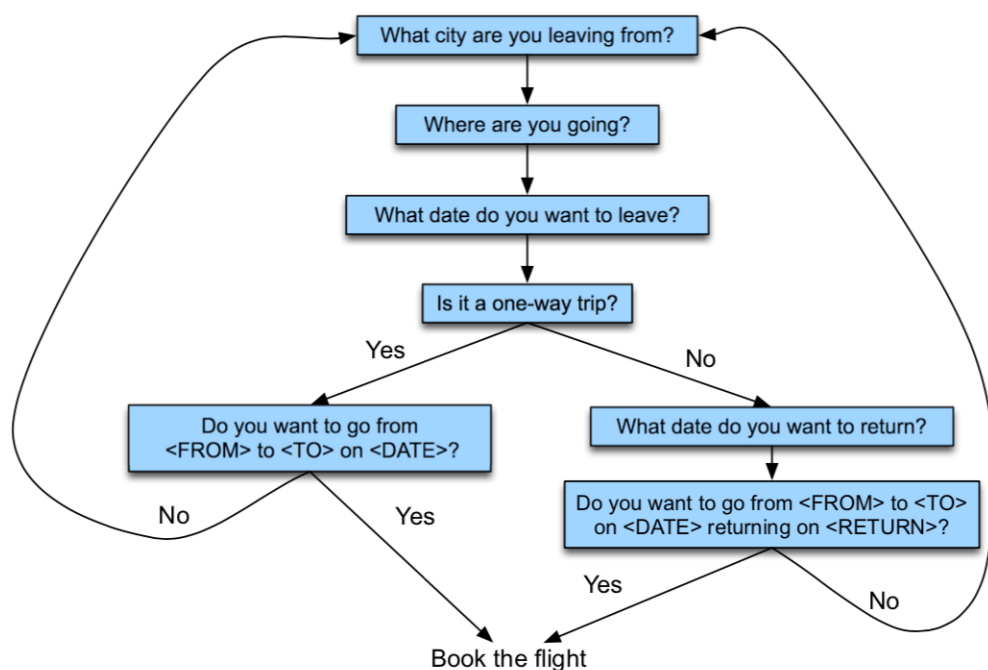 What city are you leaving from?
Where are you going?
What date do you want to leave?
Is it a one-way trip?
Yes
No
Do you want to go from
<FROM> to <TO> on <DATE>?
What date do you want to return?
Do you want to go from <FROM> to <TO>
on <DATE> returning on <RETURN>?
No
Yes
Yes
No
Book the flight